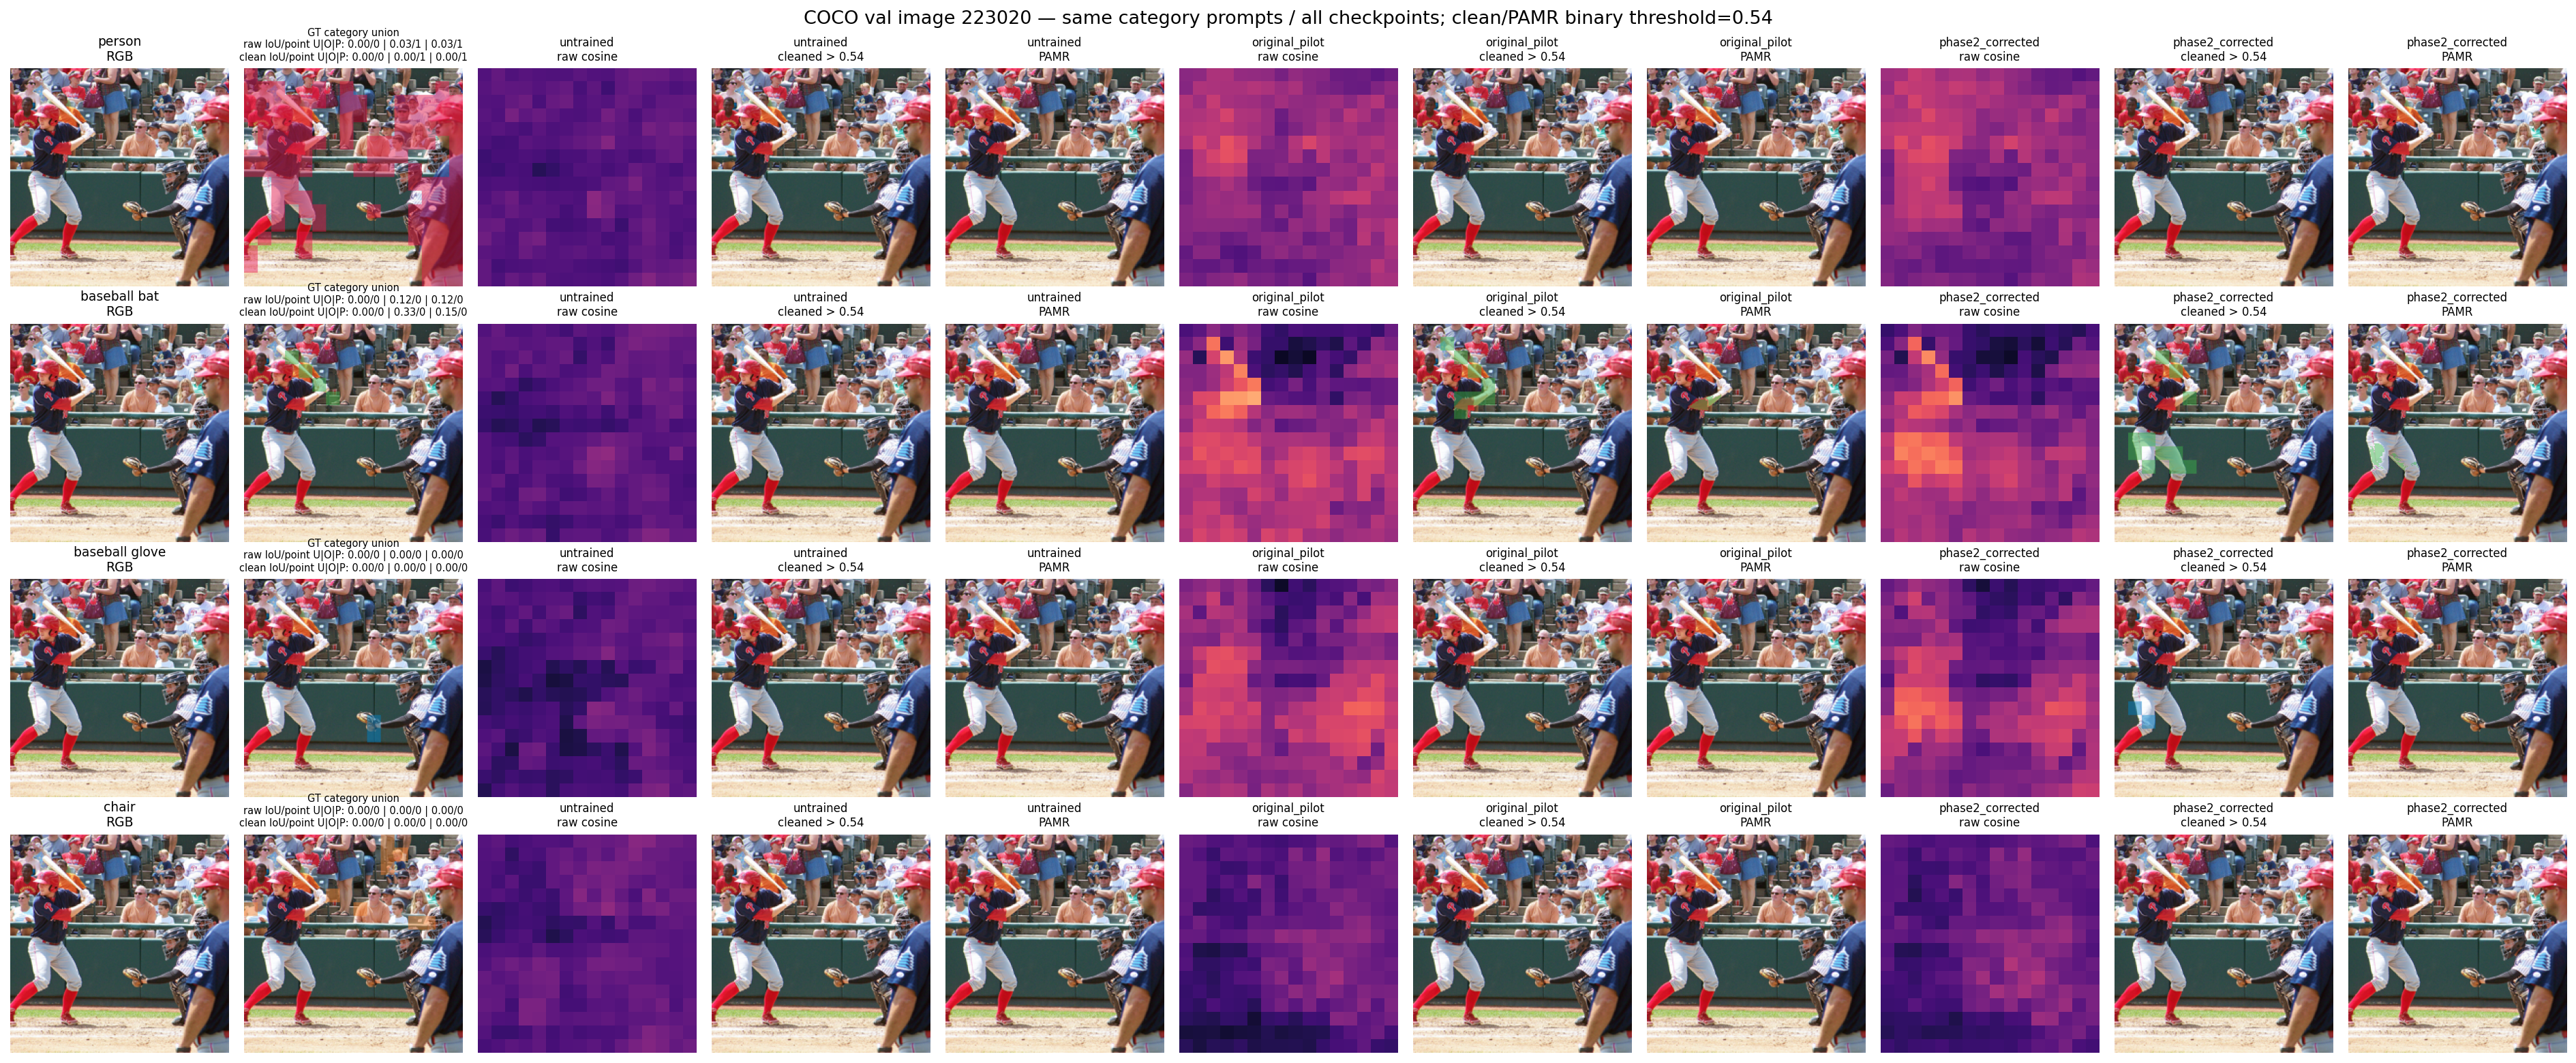 COCO val image 223020 — same category prompts / all checkpoints; clean/PAMR binary threshold=0.54
person
RGB
GT category union
raw IoU/point U|O|P: 0.00/0 | 0.03/1 | 0.03/1
clean IoU/point U|O|P: 0.00/0 | 0.00/1 | 0.00/1
untrained
raw cosine
untrained
cleaned > 0.54
untrained
PAMR
original_pilot
raw cosine
original_pilot
cleaned > 0.54
original_pilot
PAMR
phase2_corrected
raw cosine
phase2_corrected
cleaned > 0.54
phase2_corrected
PAMR
baseball bat
RGB
GT category union
raw IoU/point U|O|P: 0.00/0 | 0.12/0 | 0.12/0
clean IoU/point U|O|P: 0.00/0 | 0.33/0 | 0.15/0
untrained
raw cosine
untrained
cleaned > 0.54
untrained
PAMR
original_pilot
raw cosine
original_pilot
cleaned > 0.54
original_pilot
PAMR
phase2_corrected
raw cosine
phase2_corrected
cleaned > 0.54
phase2_corrected
PAMR
baseball glove
RGB
GT category union
raw IoU/point U|O|P: 0.00/0 | 0.00/0 | 0.00/0
clean IoU/point U|O|P: 0.00/0 | 0.00/0 | 0.00/0
untrained
raw cosine
untrained
cleaned > 0.54
untrained
PAMR
original_pilot
raw cosine
original_pilot
cleaned > 0.54
original_pilot
PAMR
phase2_corrected
raw cosine
phase2_corrected
cleaned > 0.54
phase2_corrected
PAMR
chair
RGB
GT category union
raw IoU/point U|O|P: 0.00/0 | 0.00/0 | 0.00/0
clean IoU/point U|O|P: 0.00/0 | 0.00/0 | 0.00/0
untrained
raw cosine
untrained
cleaned > 0.54
untrained
PAMR
original_pilot
raw cosine
original_pilot
cleaned > 0.54
original_pilot
PAMR
phase2_corrected
raw cosine
phase2_corrected
cleaned > 0.54
phase2_corrected
PAMR